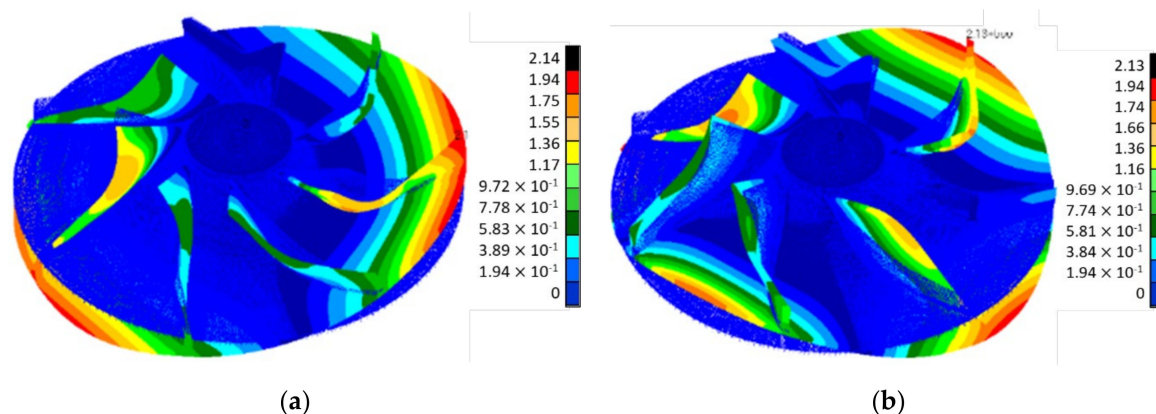 2.14
1.94
1.75
1.55
1.36
1.17
9.72 × 10⁻¹
7.78 × 10⁻¹
5.83 × 10⁻¹
3.89 × 10⁻¹
1.94 × 10⁻¹
0
2.13
1.94
1.74
1.66
1.36
1.16
9.69 × 10⁻¹
7.74 × 10⁻¹
5.81 × 10⁻¹
3.84 × 10⁻¹
1.94 × 10⁻¹
0
(a)
(b)